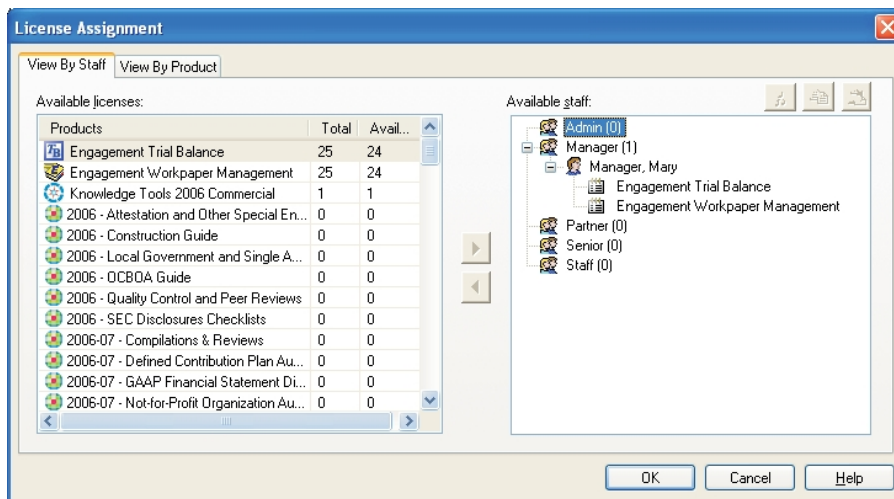 License Assignment
View By Staff
View By Product
Available licenses:
Products Total Avail...
TB Engagement Trial Balance 25 24
Engagement Workpaper Management 25 24
Knowledge Tools 2006 Commercial 1 1
2006 - Attestation and Other Special En... 0 0
2006 - Construction Guide 0 0
2006 - Local Government and Single A... 0 0
2006 - OCBOA Guide 0 0
2006 - Quality Control and Peer Reviews 0 0
2006 - SEC Disclosures Checklists 0 0
2006-07 - Compilations & Reviews 0 0
2006-07 - Defined Contribution Plan Au... 0 0
2006-07 - GAAP Financial Statement Di... 0 0
2006-07 - Not-for-Profit Organization Au... 0 0
Available staff:
Admin (0)
Manager (1)
Manager, Mary
Engagement Trial Balance
Engagement Workpaper Management
Partner (0)
Senior (0)
Staff (0)
OK
Cancel
Help